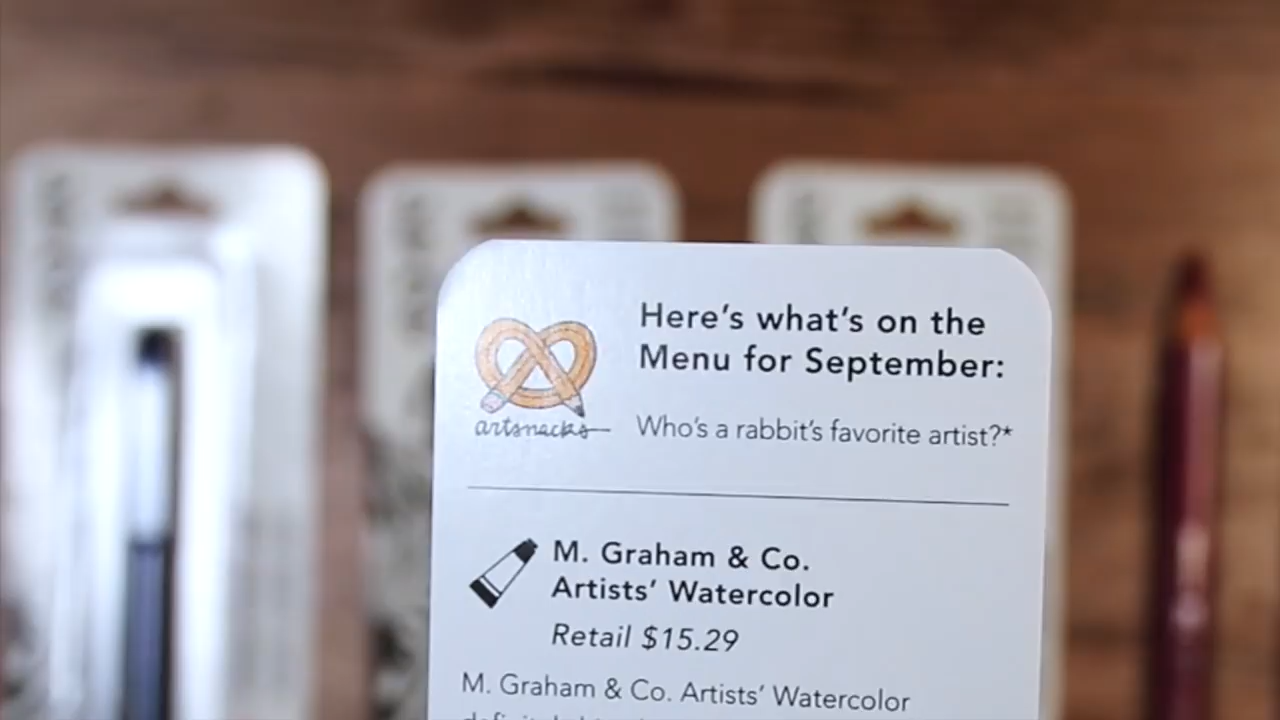 Here's what's on the
Menu for September:
artsnacks
Who's a rabbit's favorite artist?*
M. Graham & Co.
Artists' Watercolor
Retail $15.29
M. Graham & Co. Artists' Watercolor